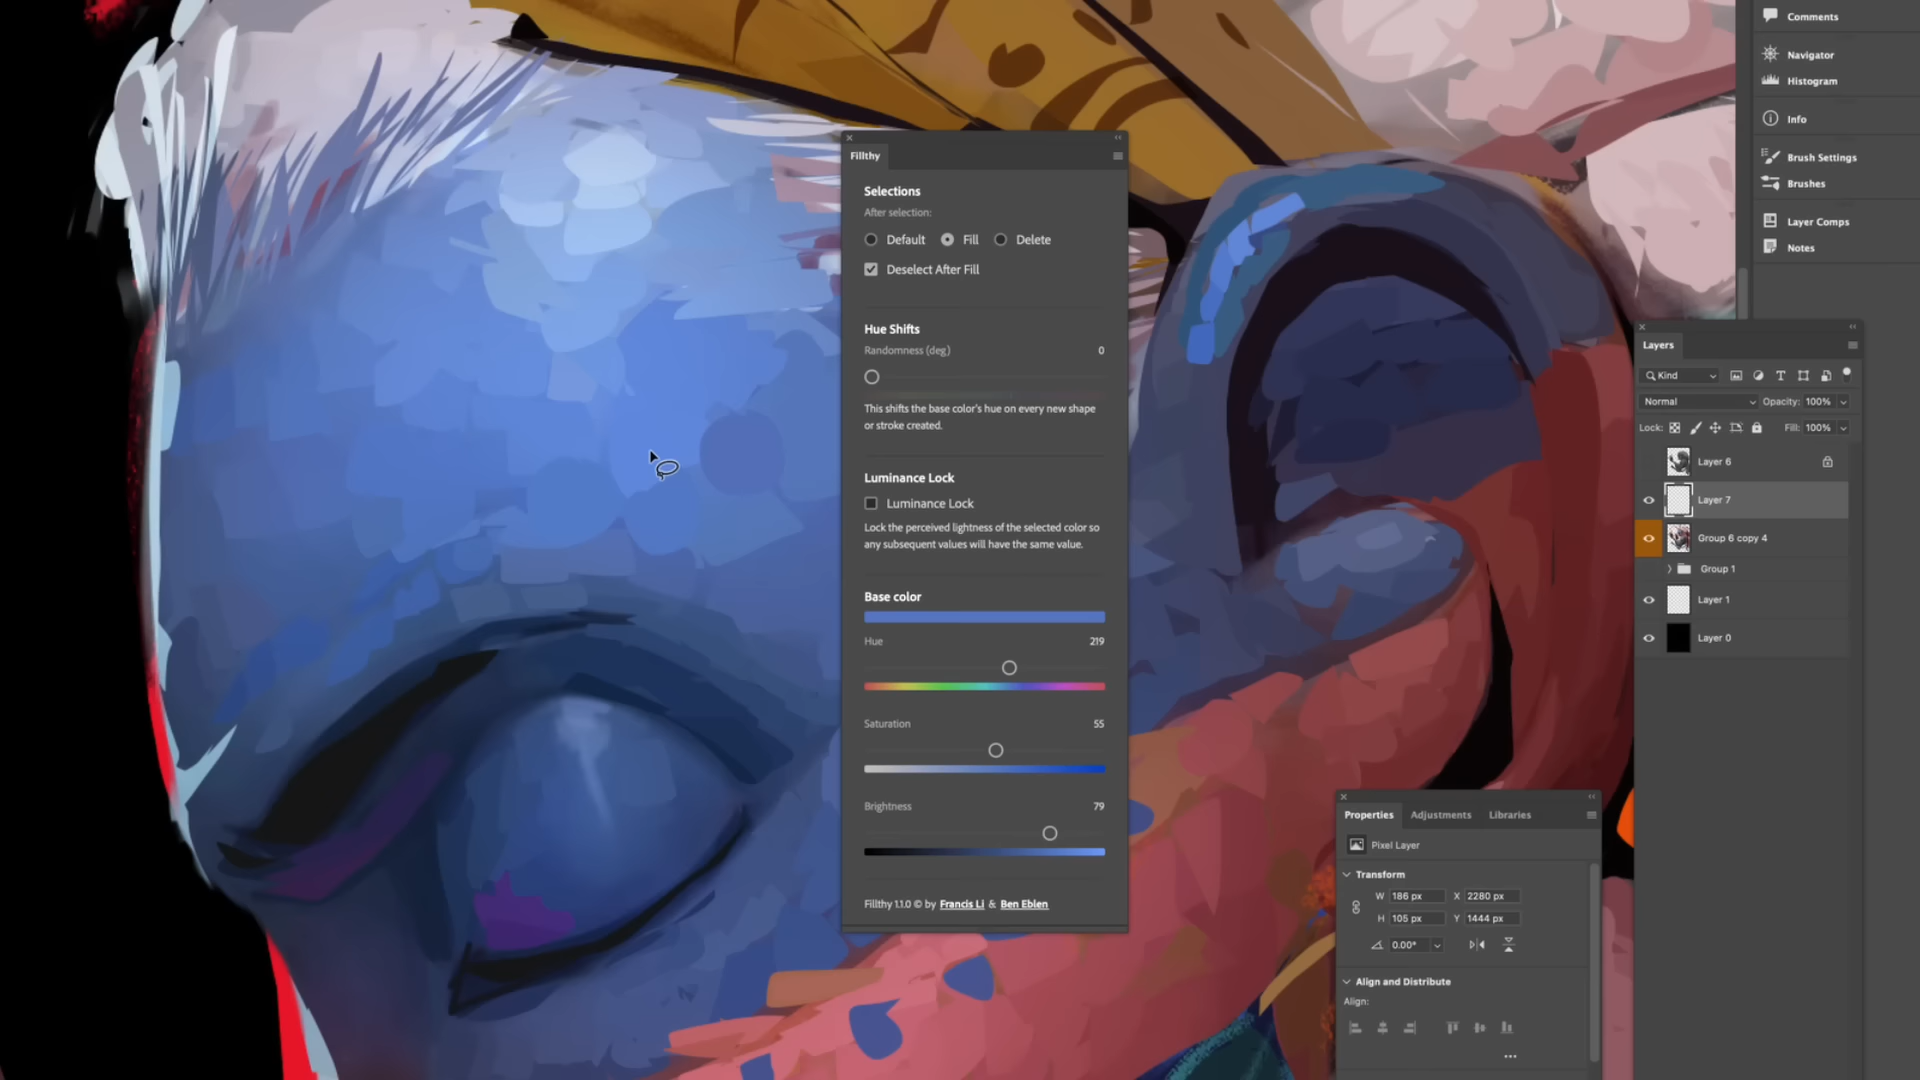 Comments
Navigator
Histogram
Info
Brush Settings
Brushes
Layer Comps
Notes
Fillthy
Selections
After selection:
Default Fill Delete
Deselect After Fill
Hue Shifts
Randomness (deg) 0
This shifts the base color's hue on every new shape
or stroke created.
Luminance Lock
Luminance Lock
Lock the perceived lightness of the selected color so
any subsequent values will have the same value.
Base color
Hue 219
Saturation 55
Brightness 79
Fillthy 1.1.0 © by Francis Li & Ben Eblen
Layers
Kind
Normal Opacity: 100%
Lock: Fill: 100%
Layer 6
Layer 7
Group 6 copy 4
Group 1
Layer 1
Layer 0
Properties Adjustments Libraries
Pixel Layer
Transform
W 186 px X 2280 px
H 105 px Y 1444 px
0.00°
Align and Distribute
Align: